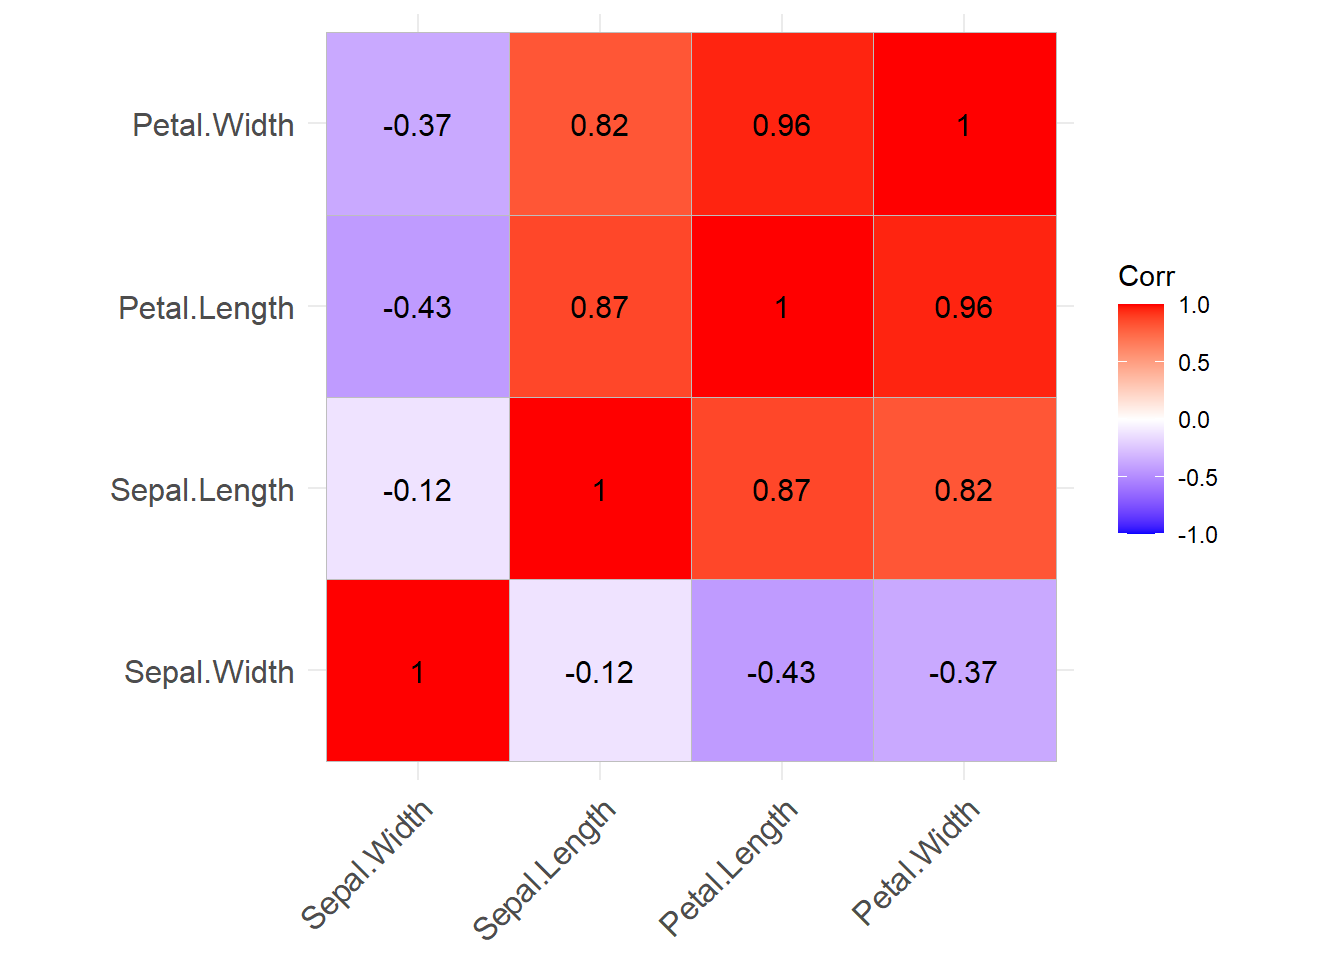 Petal.Width
-0.37 0.82 0.96 1
Petal.Length
-0.43 0.87 1 0.96
Sepal.Length
-0.12 1 0.87 0.82
Sepal.Width
1 -0.12 -0.43 -0.37
Sepal.Width
Sepal.Length
Petal.Length
Petal.Width
Corr
1.0
0.5
0.0
-0.5
-1.0